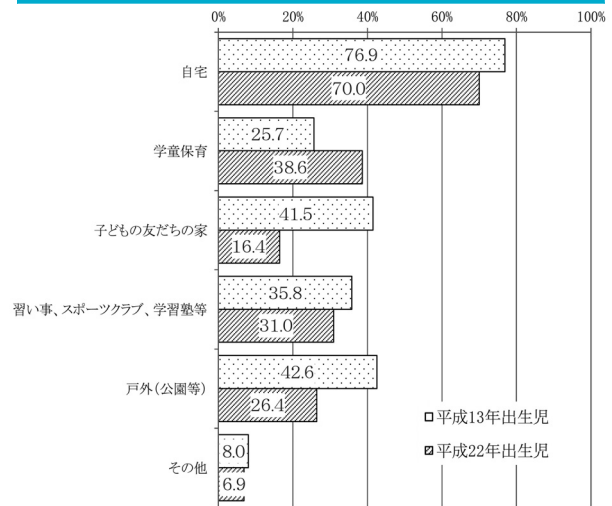 0% 20% 40% 60% 80% 100%
自宅
76.9
70.0
学童保育
25.7
38.6
子どもの友だちの家
41.5
16.4
習い事、スポーツクラブ、学習塾等
35.8
31.0
戸外(公園等)
42.6
26.4
その他
8.0
6.9
平成13年出生児
平成22年出生児